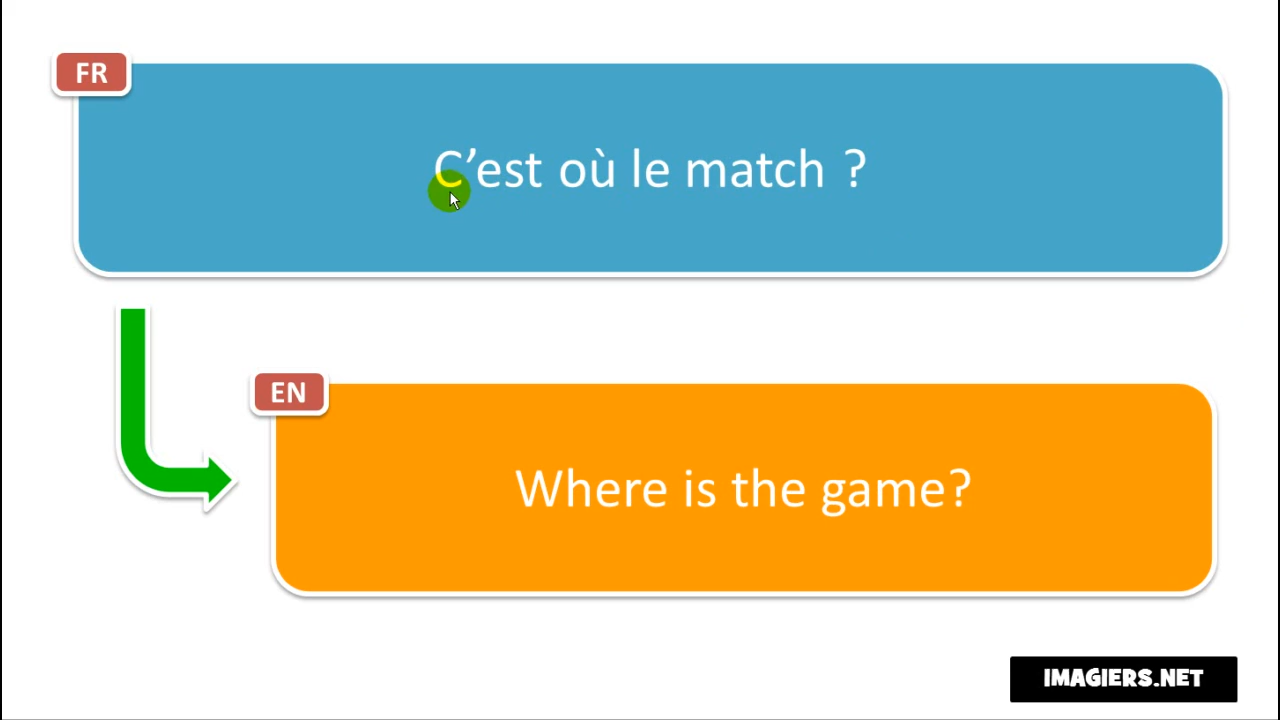 FR
C’est où le match ?
EN
Where is the game?
IMAGIERS.NET